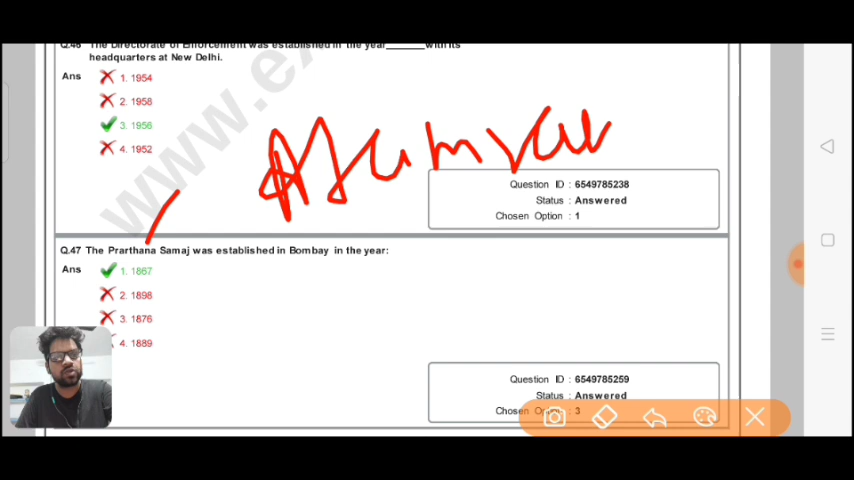 Q.46 The Directorate of Enforcement was established in the year_______with its
headquarters at New Delhi.
Ans 1. 1954
2. 1958
3. 1956
4. 1952
www.ex
Question ID : 6549785238
Status : Answered
Chosen Option : 1
Q.47 The Prarthana Samaj was established in Bombay in the year:
Ans 1. 1867
2. 1898
3. 1876
4. 1889
Question ID : 6549785259
Status : Answered
Chosen Option : 3